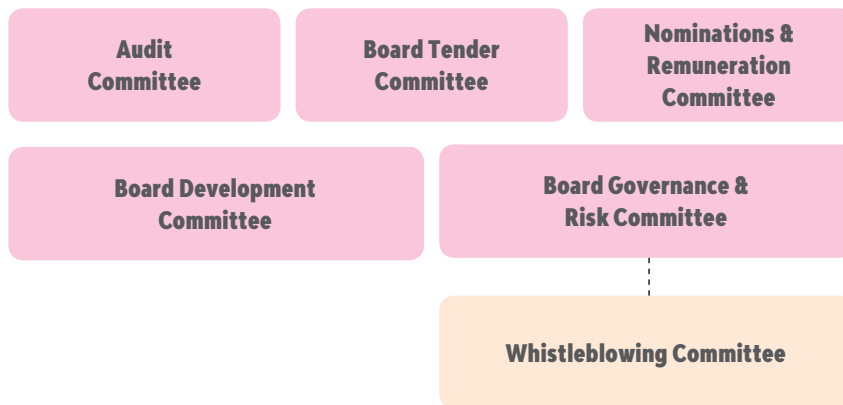 Audit
Committee
Board Tender
Committee
Nominations &
Remuneration
Committee
Board Development
Committee
Board Governance &
Risk Committee
Whistleblowing Committee